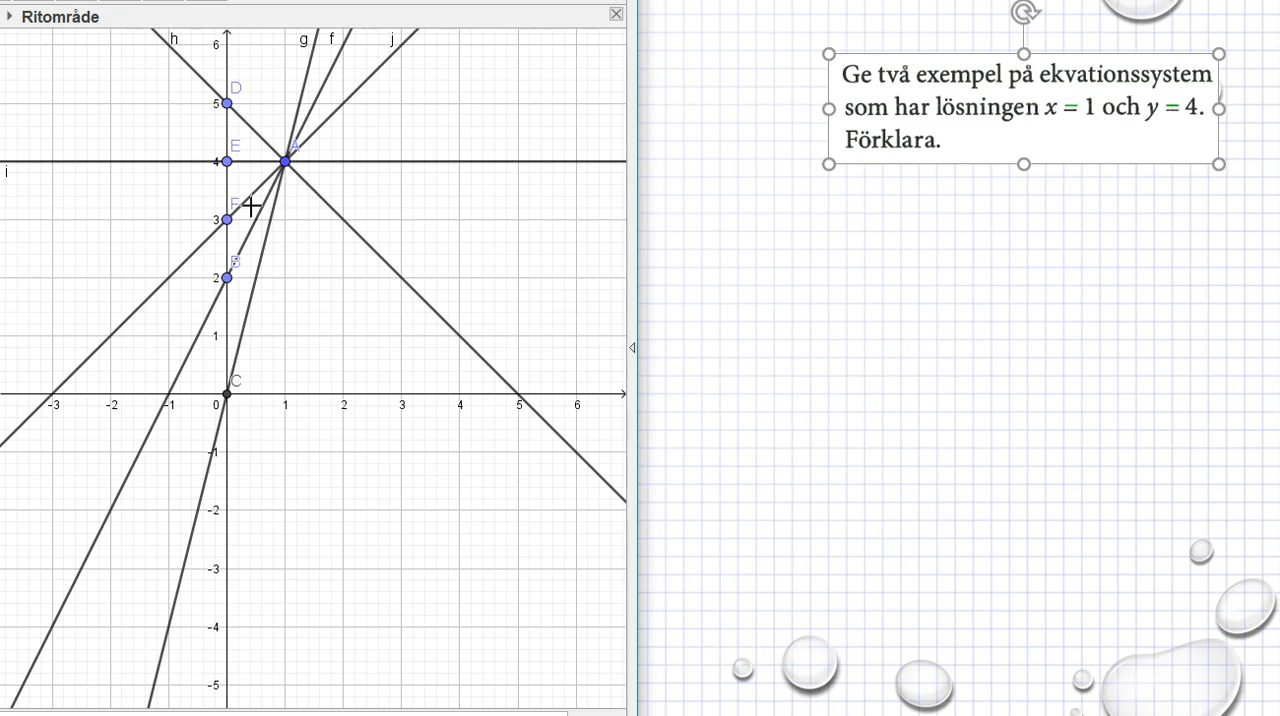 Ritområde
h
g
f
j
6
D
5
E
4
A
i
F
3
B
2
1
C
-3 -2 -1 0 1 2 3 4 5 6
-1
-2
-3
-4
-5
Ge två exempel på ekvationssystem
som har lösningen x = 1 och y = 4.
Förklara.